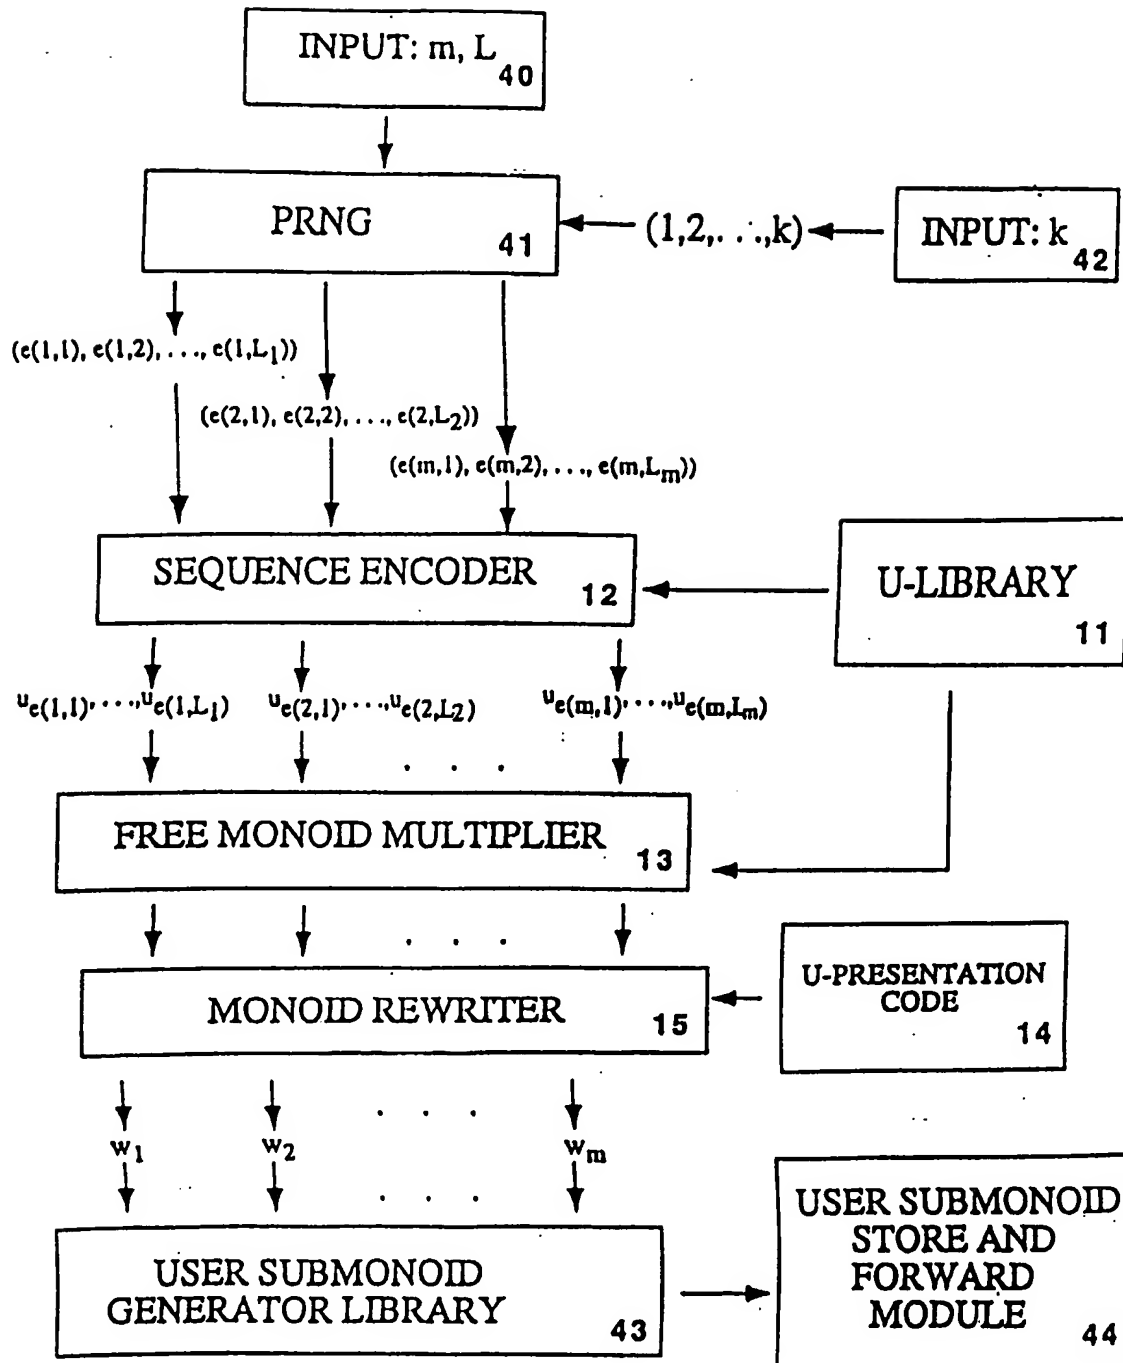 INPUT: m, L
40
PRNG
41
(1,2,. . .,k)
INPUT: k
42
(e(1,1), e(1,2), . . ., e(1,L1))
(e(2,1), e(2,2), . . ., e(2,L2))
(e(m,1), e(m,2), . . ., e(m,Lm))
SEQUENCE ENCODER
12
U-LIBRARY
11
ue(1,1),. . .,ue(1,L1)
ue(2,1),. . .,ue(2,L2)
ue(m,1),. . .,ue(m,Lm)
. . .
FREE MONOID MULTIPLIER
13
. . .
MONOID REWRITER
15
U-PRESENTATION
CODE
14
. . .
w1
w2
wm
. . .
USER SUBMONOID
GENERATOR LIBRARY
43
USER SUBMONOID
STORE AND
FORWARD
MODULE
44